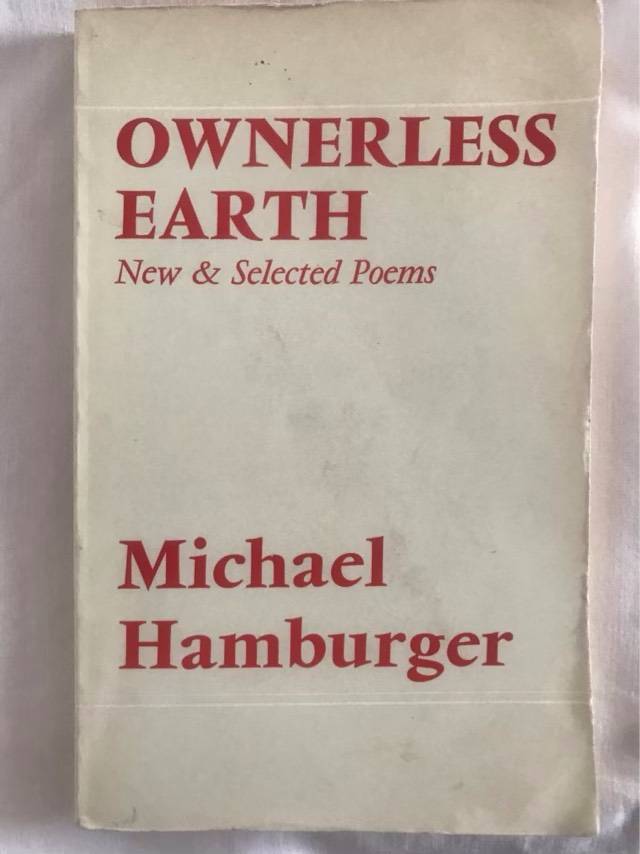 OWNERLESS
EARTH
New & Selected Poems
Michael
Hamburger